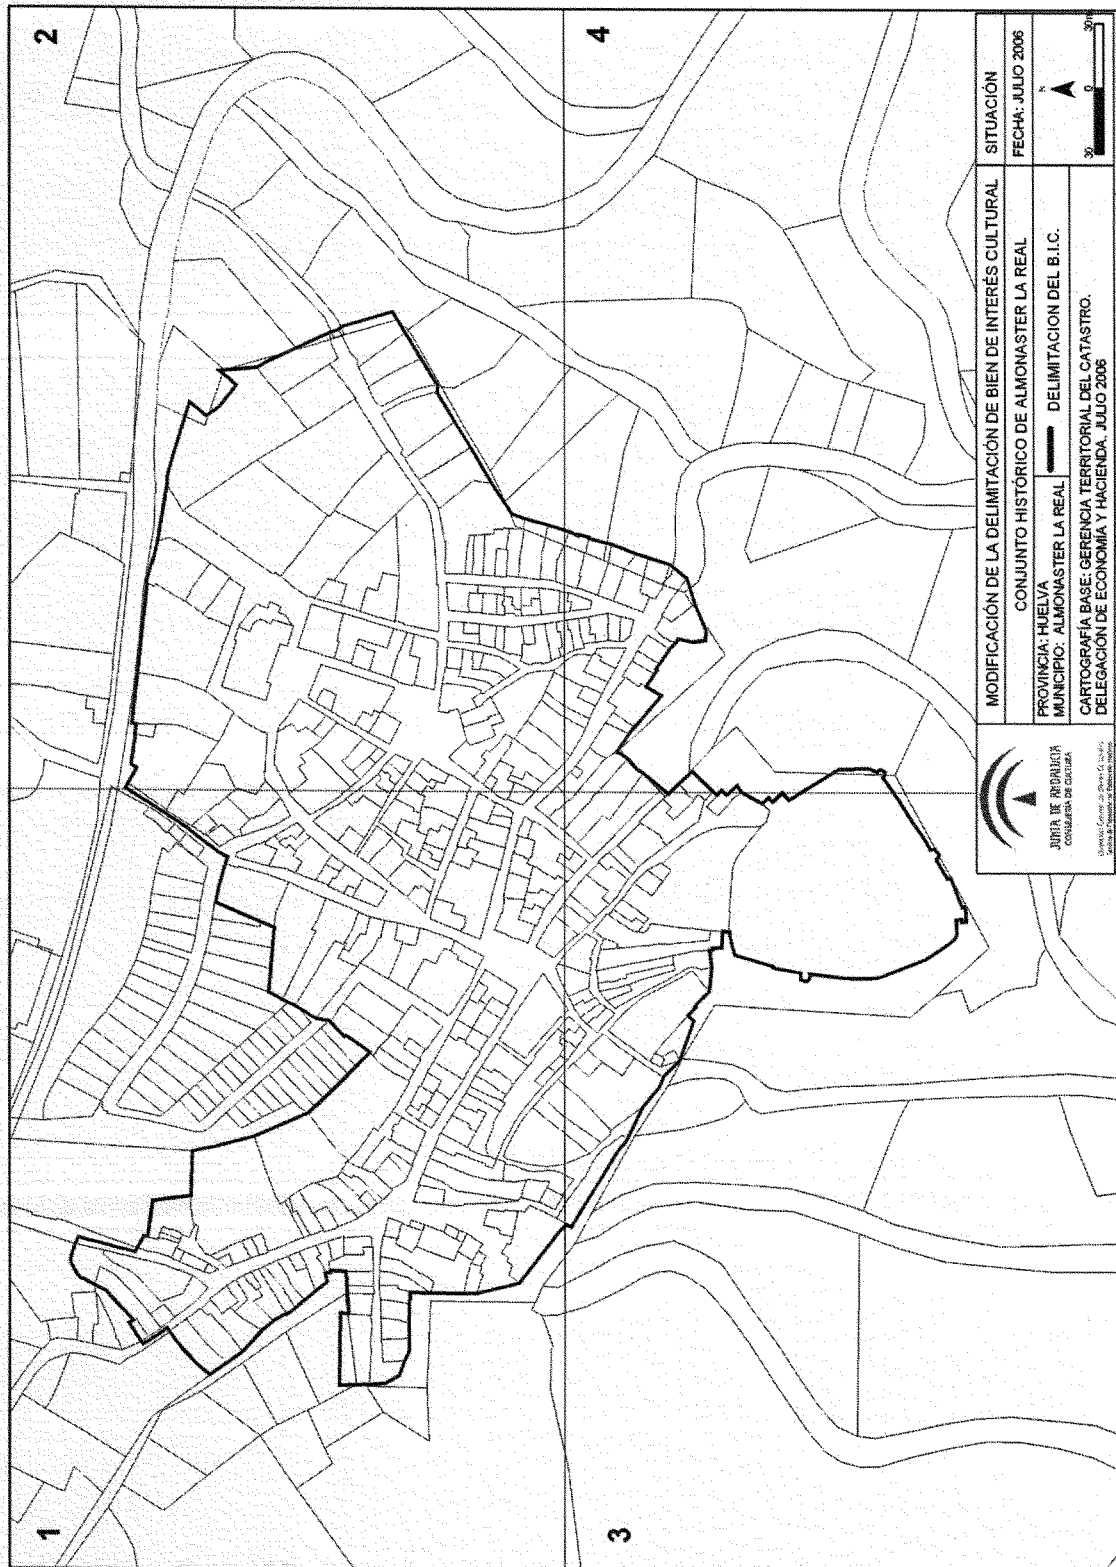 1
2
3
4
JUNTA DE ANDALUCIA
CONSEJERÍA DE CULTURA
MODIFICACIÓN DE LA DELIMITACIÓN DE BIEN DE INTERÉS CULTURAL
SITUACIÓN
CONJUNTO HISTÓRICO DE ALMONASTER LA REAL
FECHA: JULIO 2006
PROVINCIA: HUELVA
MUNICIPIO: ALMONASTER LA REAL
DELIMITACION DEL B.I.C.
N
CARTOGRAFÍA BASE: GERENCIA TERRITORIAL DEL CATASTRO.
DELEGACIÓN DE ECONOMÍA Y HACIENDA. JULIO 2006
30 0 30m